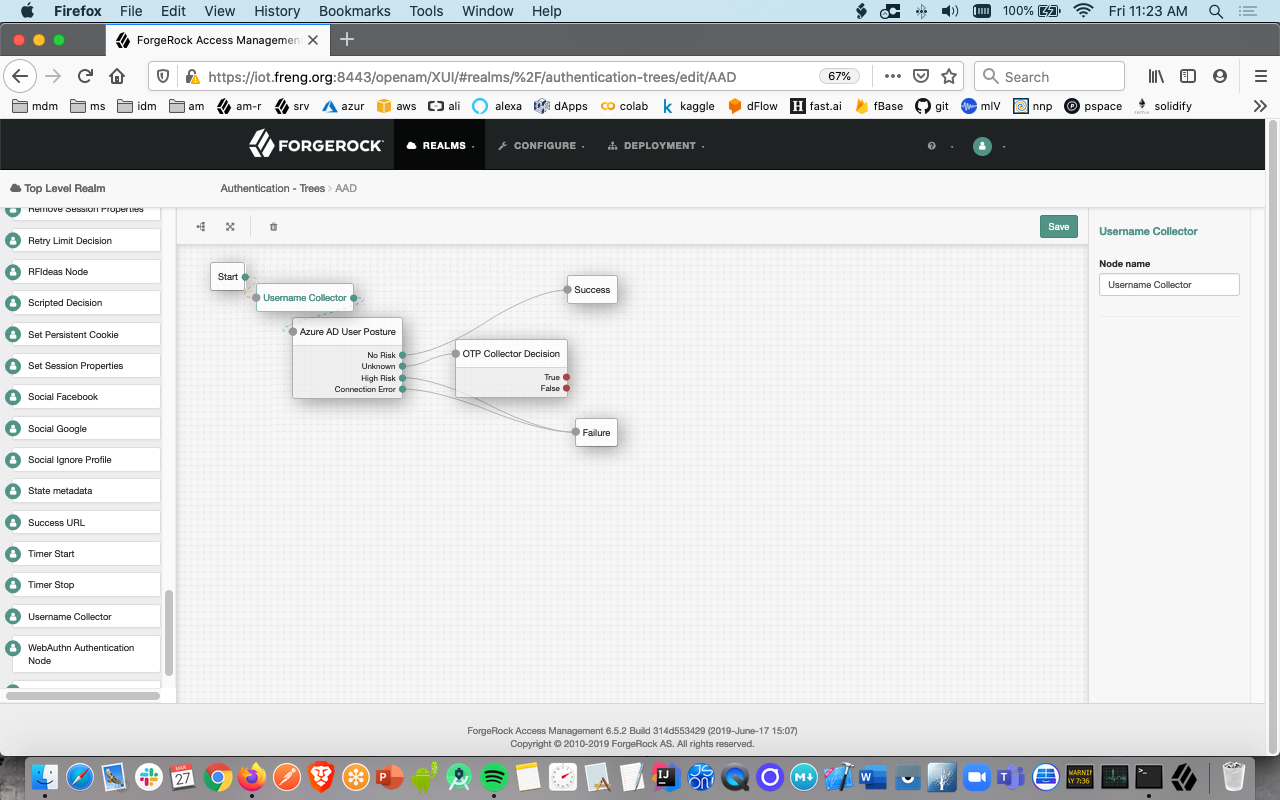 Firefox File Edit View History Bookmarks Tools Window Help 100% Fri 11:23 AM
ForgeRock Access Managemen
https://iot.freng.org:8443/openam/XUI/#realms/%2F/authentication-trees/edit/AAD 67% Search
mdm ms idm am am-r srv azur aws ali alexa dApps colab kaggle dFlow fast.ai fBase git mlV nnp pspace solidify
FORGEROCK REALMS CONFIGURE DEPLOYMENT
Top Level Realm Authentication - Trees > AAD
Remove Session Properties
Retry Limit Decision
RFIdeas Node
Scripted Decision
Set Persistent Cookie
Set Session Properties
Social Facebook
Social Google
Social Ignore Profile
State metadata
Success URL
Timer Start
Timer Stop
Username Collector
WebAuthn Authentication
Node
Save
Start
Username Collector
Success
Azure AD User Posture
No Risk
Unknown
High Risk
Connection Error
OTP Collector Decision
True
False
Failure
Username Collector
Node name
Username Collector
ForgeRock Access Management 6.5.2 Build 314d553429 (2019-June-17 15:07)
Copyright © 2010-2019 ForgeRock AS. All rights reserved.
MAR
27